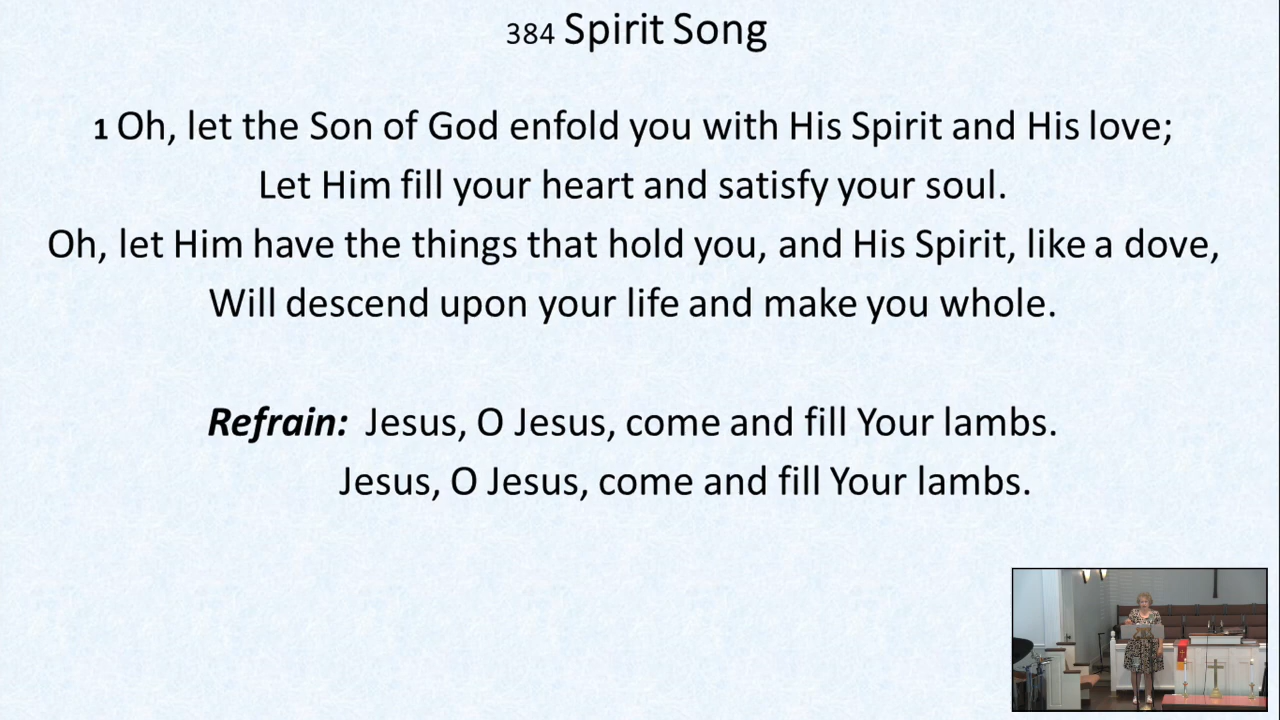 384 Spirit Song
1 Oh, let the Son of God enfold you with His Spirit and His love;
Let Him fill your heart and satisfy your soul.
Oh, let Him have the things that hold you, and His Spirit, like a dove,
Will descend upon your life and make you whole.
Refrain: Jesus, O Jesus, come and fill Your lambs.
Jesus, O Jesus, come and fill Your lambs.